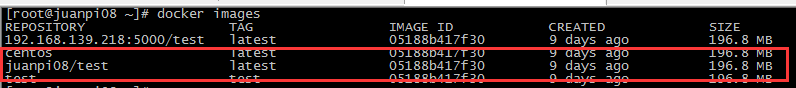 [root@juanpi08 ~]# docker images
REPOSITORY TAG IMAGE ID CREATED SIZE
192.168.139.218:5000/test latest 05188b417f30 9 days ago 196.8 MB
centos latest 05188b417f30 9 days ago 196.8 MB
juanpi08/test latest 05188b417f30 9 days ago 196.8 MB
test test 05188b417f30 9 days ago 196.8 MB